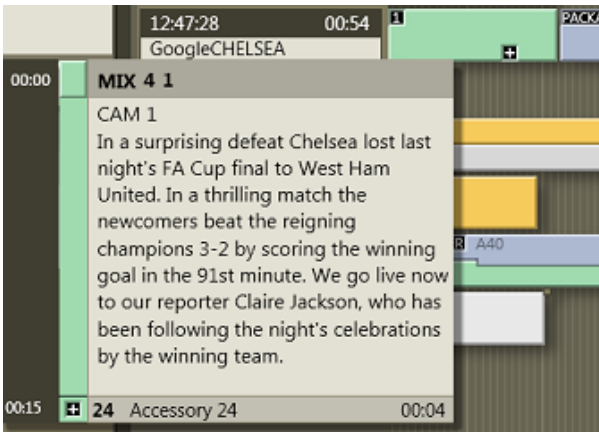 12:47:28 00:54
GoogleCHELSEA
1
00:00
MIX 4 1
CAM 1
In a surprising defeat Chelsea lost last
night's FA Cup final to West Ham
United. In a thrilling match the
newcomers beat the reigning
champions 3-2 by scoring the winning
goal in the 91st minute. We go live now
to our reporter Claire Jackson, who has
been following the night's celebrations
by the winning team.
A40
00:15
24 Accessory 24 00:04